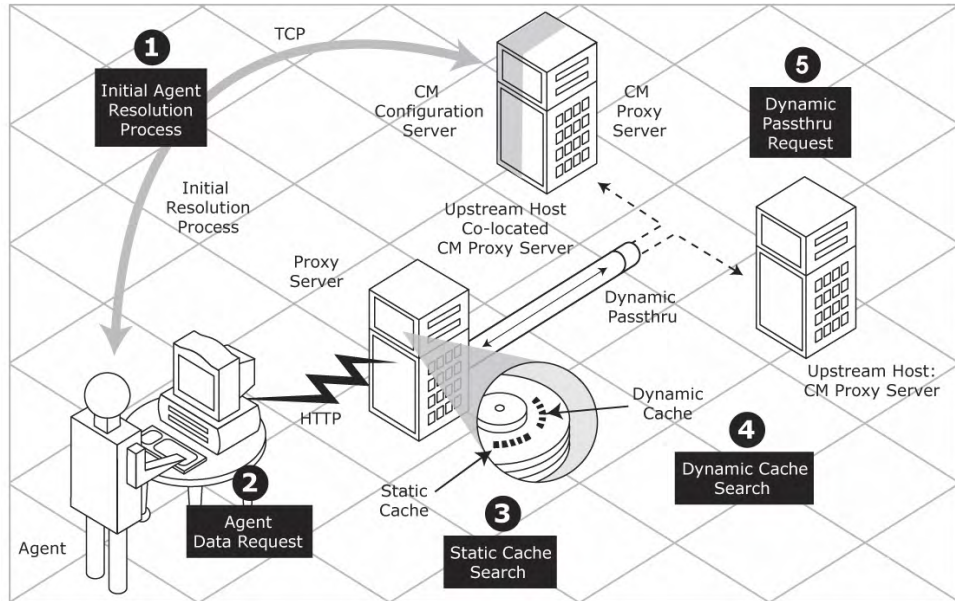 1
Initial Agent
Resolution
Process
TCP
CM
Configuration
Server
CM
Proxy
Server
5
Dynamic
Passthru
Request
Initial
Resolution
Process
Upstream Host
Co-located
CM Proxy Server
Proxy
Server
Dynamic
Passthru
Upstream Host:
CM Proxy Server
HTTP
Dynamic
Cache
Static
Cache
4
Dynamic Cache
Search
2
Agent
Data Request
3
Static Cache
Search
Agent